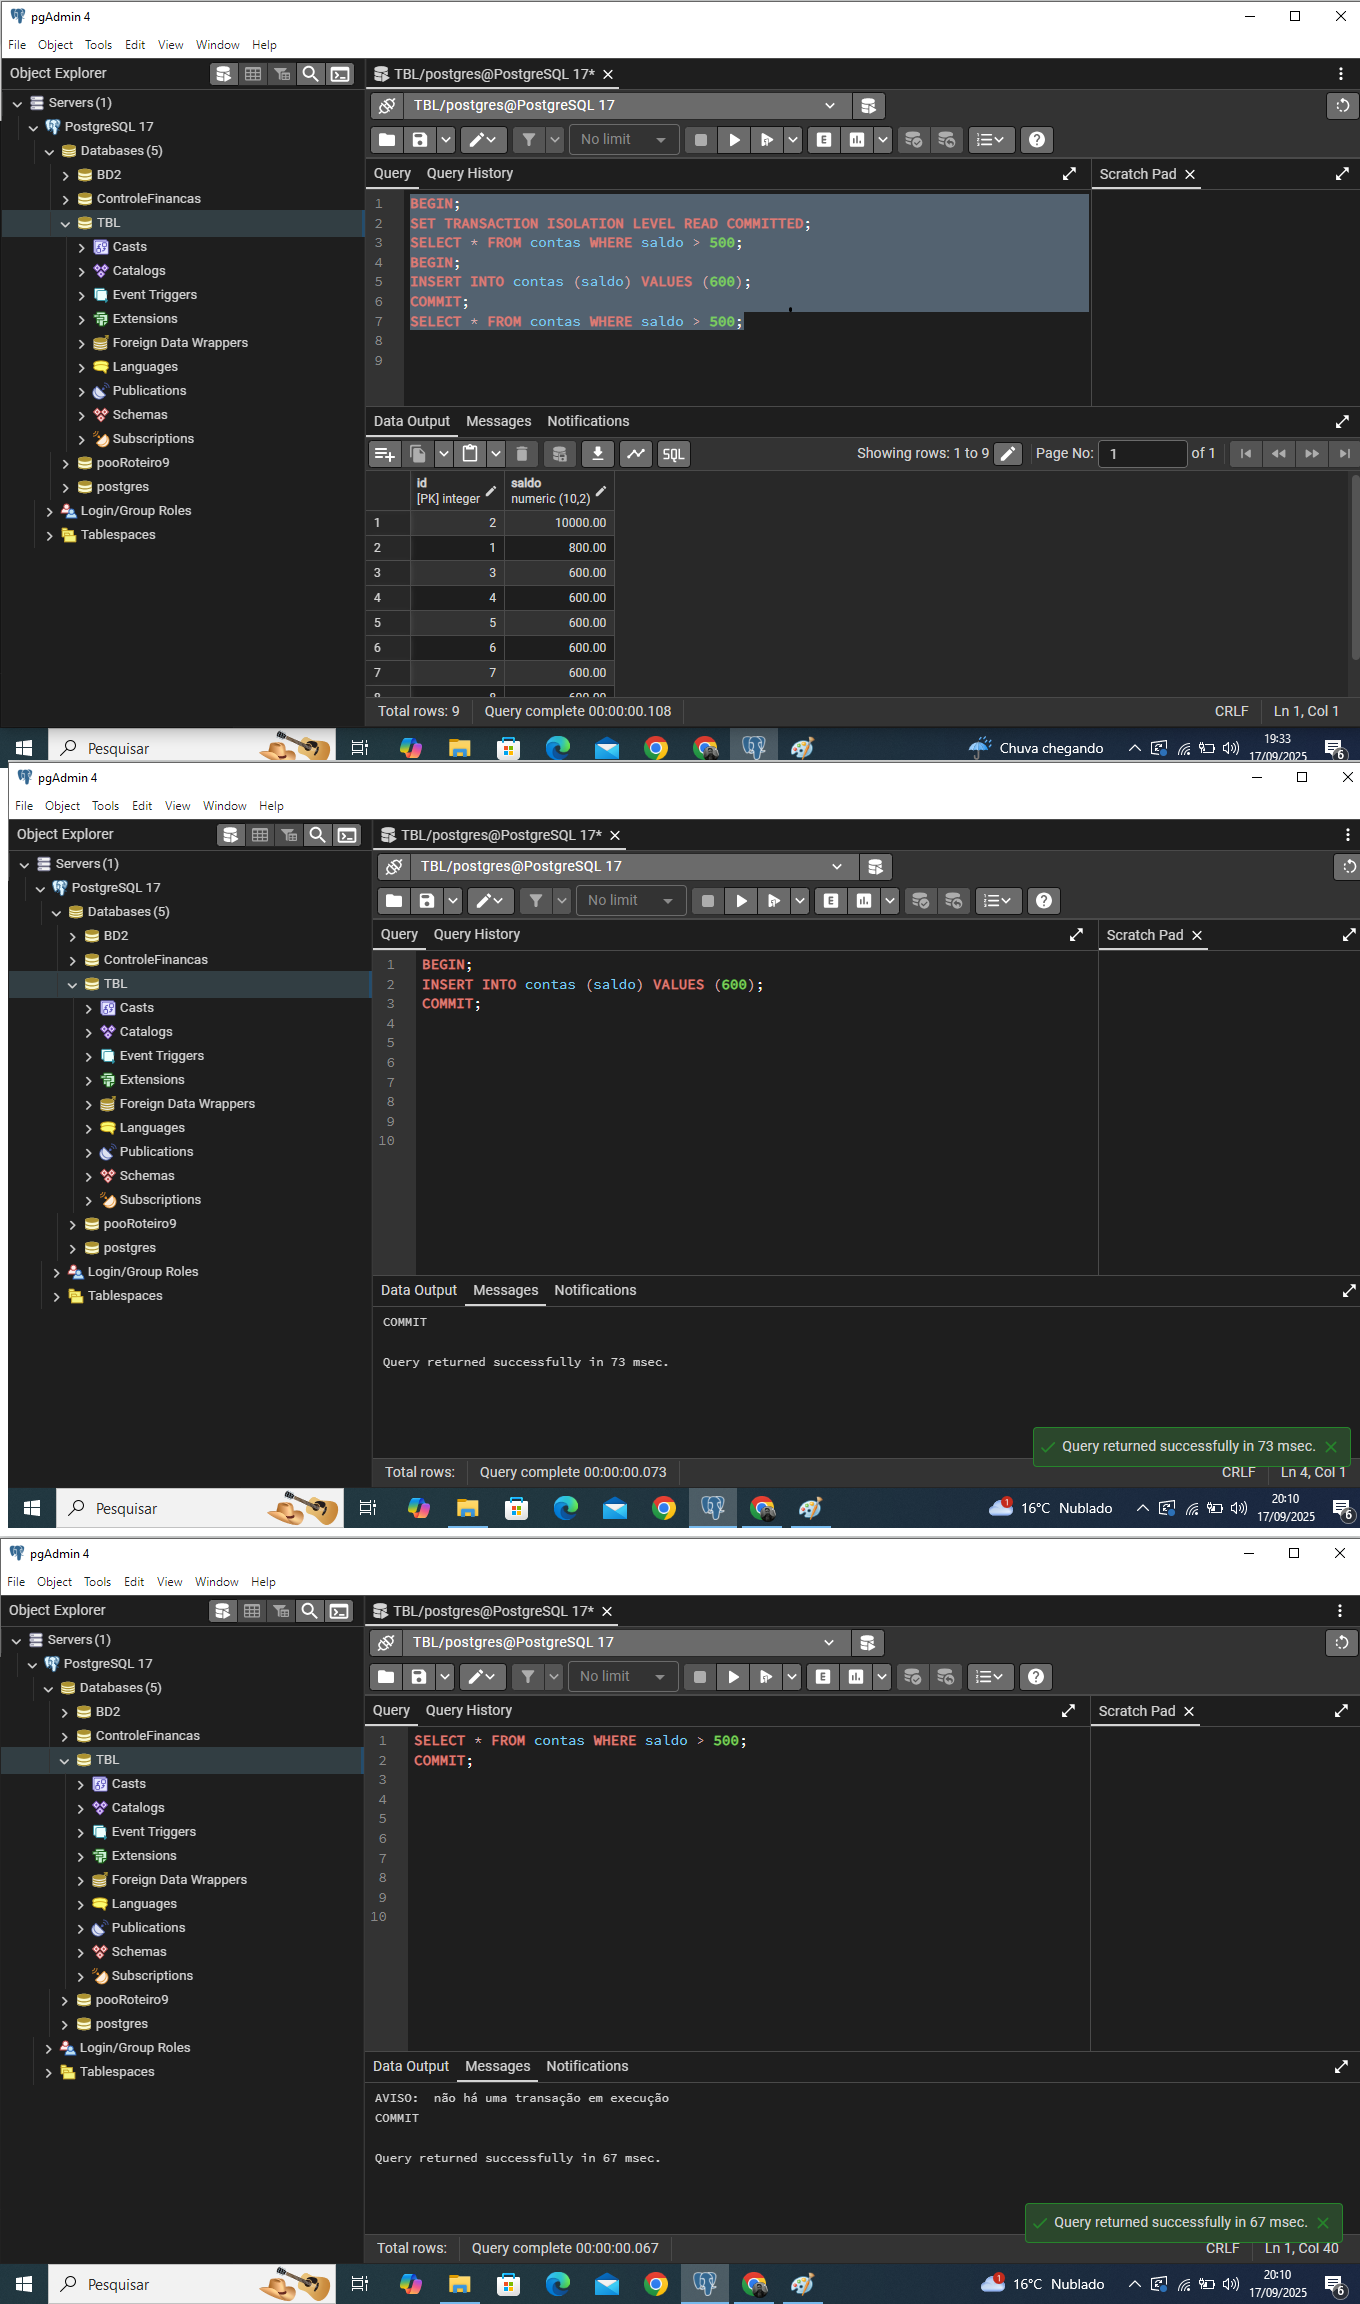 pgAdmin 4
File Object Tools Edit View Window Help
Object Explorer
TBL/postgres@PostgreSQL 17*
Servers (1)
PostgreSQL 17
Databases (5)
BD2
ControleFinancas
TBL
Casts
Catalogs
Event Triggers
Extensions
Foreign Data Wrappers
Languages
Publications
Schemas
Subscriptions
pooRoteiro9
postgres
Login/Group Roles
Tablespaces
TBL/postgres@PostgreSQL 17
No limit
E
Query Query History
Scratch Pad
1 BEGIN;
2 SET TRANSACTION ISOLATION LEVEL READ COMMITTED;
3 SELECT * FROM contas WHERE saldo > 500;
4 BEGIN;
5 INSERT INTO contas (saldo) VALUES (600);
6 COMMIT;
7 SELECT * FROM contas WHERE saldo > 500;
8
9
Data Output Messages Notifications
SQL
Showing rows: 1 to 9 Page No: 1 of 1
id [PK] integer saldo numeric (10,2)
1 2 10000.00
2 1 800.00
3 3 600.00
4 4 600.00
5 5 600.00
6 6 600.00
7 7 600.00
8 8 600.00
Total rows: 9 Query complete 00:00:00.108 CRLF Ln 1, Col 1
Pesquisar Chuva chegando 19:33
17/09/2025 6
pgAdmin 4
File Object Tools Edit View Window Help
Object Explorer
TBL/postgres@PostgreSQL 17*
Servers (1)
PostgreSQL 17
Databases (5)
BD2
ControleFinancas
TBL
Casts
Catalogs
Event Triggers
Extensions
Foreign Data Wrappers
Languages
Publications
Schemas
Subscriptions
pooRoteiro9
postgres
Login/Group Roles
Tablespaces
TBL/postgres@PostgreSQL 17
No limit
E
Query Query History
Scratch Pad
1 BEGIN;
2 INSERT INTO contas (saldo) VALUES (600);
3 COMMIT;
4
5
6
7
8
9
10
Data Output Messages Notifications
COMMIT
Query returned successfully in 73 msec.
Query returned successfully in 73 msec.
Total rows: Query complete 00:00:00.073 CRLF Ln 4, Col 1
Pesquisar 1 16°C Nublado 20:10
17/09/2025 6
pgAdmin 4
File Object Tools Edit View Window Help
Object Explorer
TBL/postgres@PostgreSQL 17*
Servers (1)
PostgreSQL 17
Databases (5)
BD2
ControleFinancas
TBL
Casts
Catalogs
Event Triggers
Extensions
Foreign Data Wrappers
Languages
Publications
Schemas
Subscriptions
pooRoteiro9
postgres
Login/Group Roles
Tablespaces
TBL/postgres@PostgreSQL 17
No limit
E
Query Query History
Scratch Pad
1 SELECT * FROM contas WHERE saldo > 500;
2 COMMIT;
3
4
5
6
7
8
9
10
Data Output Messages Notifications
AVISO: não há uma transação em execução
COMMIT
Query returned successfully in 67 msec.
Query returned successfully in 67 msec.
Total rows: Query complete 00:00:00.067 CRLF Ln 1, Col 40
Pesquisar 1 16°C Nublado 20:10
17/09/2025 6